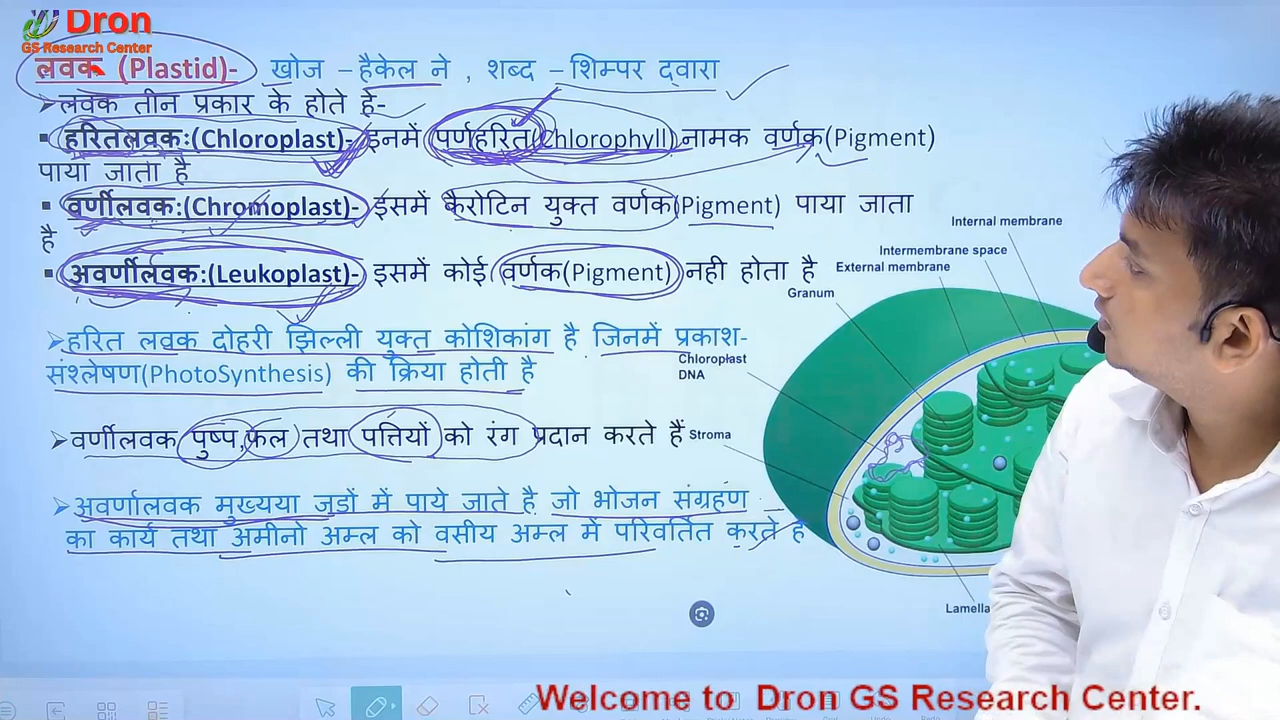 Dron
GS Research Center
लवक (Plastid)- खोज – हैकेल ने , शब्द – शिम्पर द्वारा
➢लवक तीन प्रकार के होते है-
▪ हरितलवकः(Chloroplast)- इनमें पर्णहरित(Chlorophyll) नामक वर्णक(Pigment)
पाया जाता है
▪ वर्णीलवक:(Chromoplast)- इसमें कैरोटिन युक्त वर्णक(Pigment) पाया जाता
है
▪ अवर्णीलवक:(Leukoplast)- इसमें कोई वर्णक(Pigment) नही होता है
➢हरित लवक दोहरी झिल्ली युक्त कोशिकांग है जिनमें प्रकाश-
संश्लेषण(PhotoSynthesis) की क्रिया होती है
➢वर्णीलवक पुष्प,फल तथा पत्तियों को रंग प्रदान करते हैं
➢अवर्णालवक मुख्यया जड़ों में पाये जाते है जो भोजन संग्रहण
का कार्य तथा अमीनो अम्ल को वसीय अम्ल में परिवर्तित करते है
Internal membrane
Intermembrane space
External membrane
Granum
Chloroplast
DNA
Stroma
Lamella
Welcome to Dron GS Research Center.